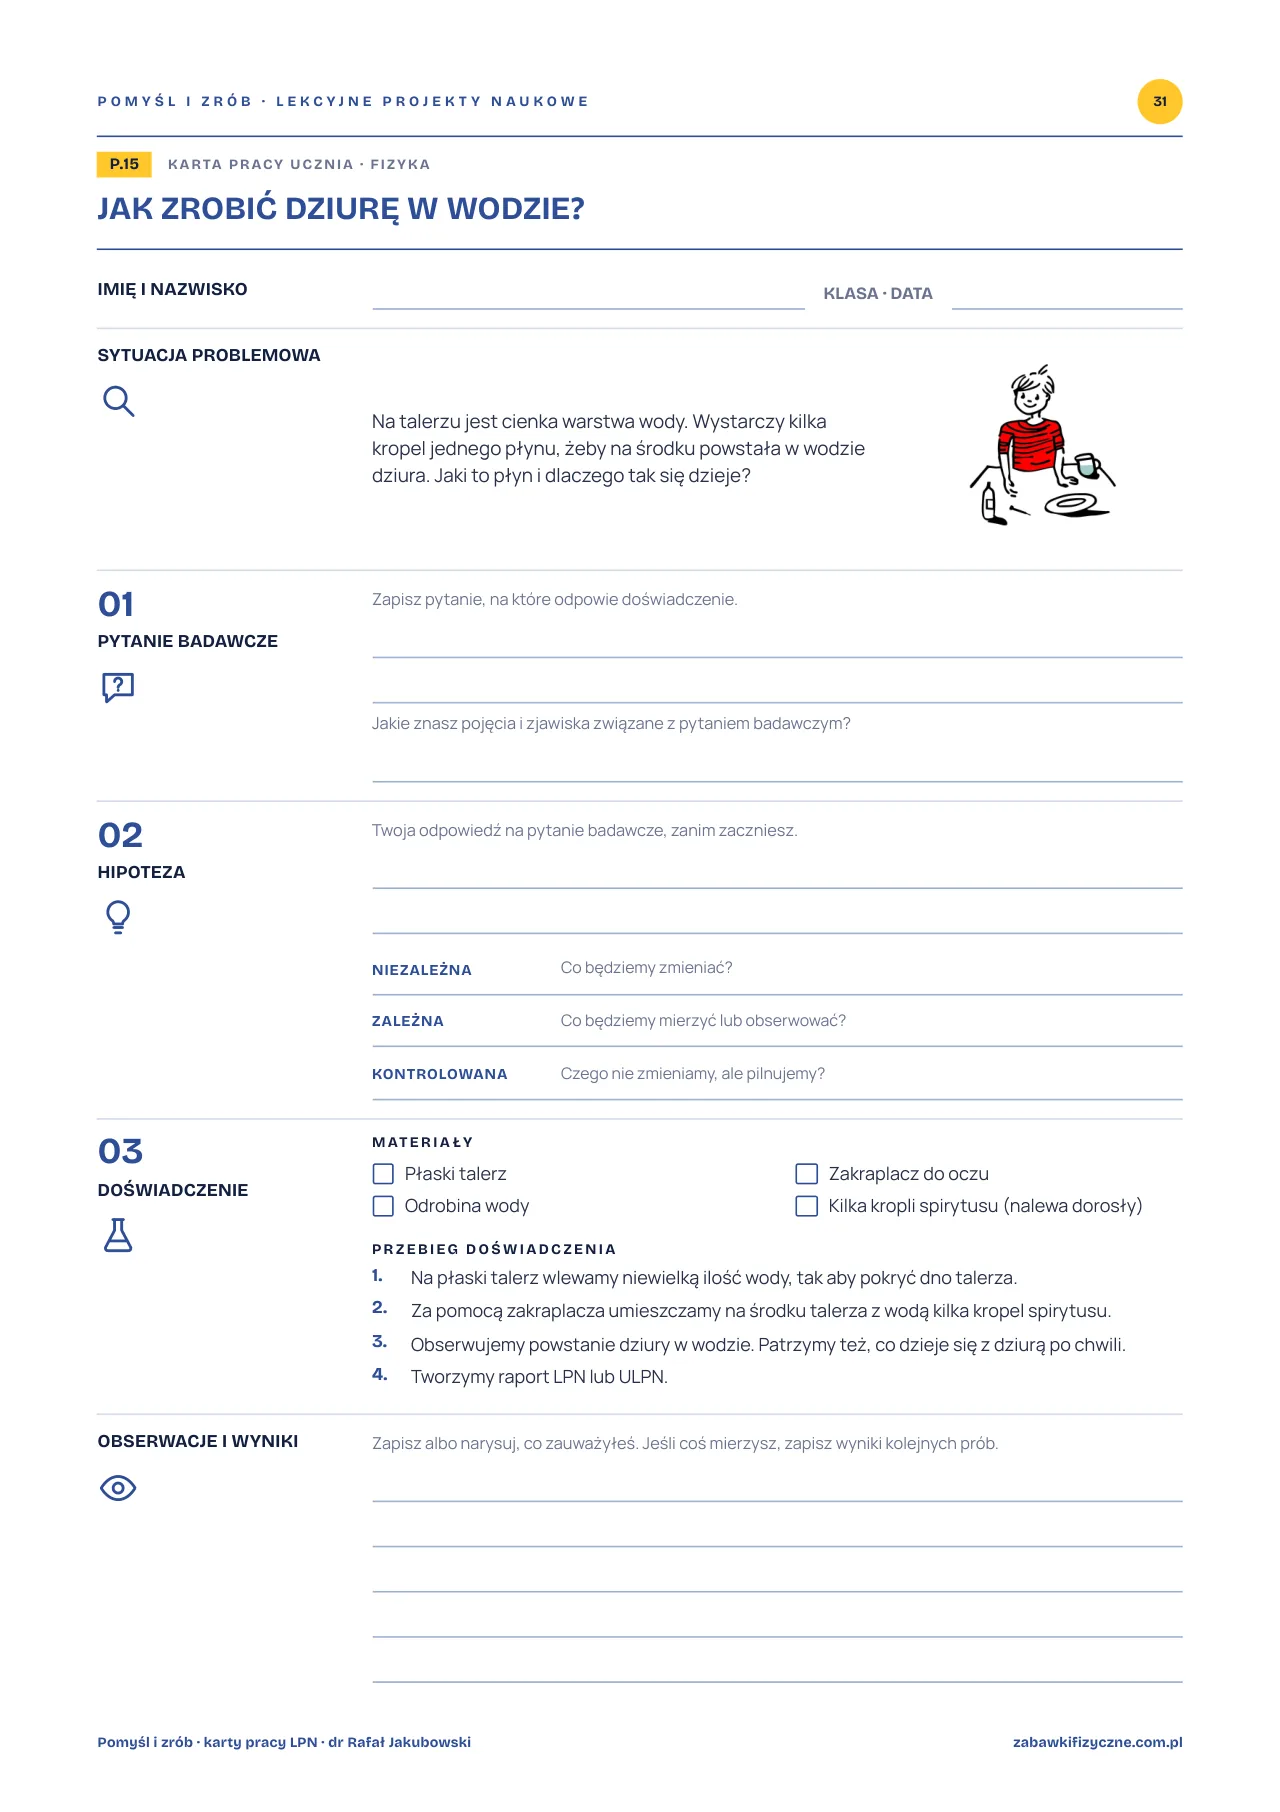 POMYŚL I ZRÓB · LEKCYJNE PROJEKTY NAUKOWE
31
P.15
KARTA PRACY UCZNIA · FIZYKA
JAK ZROBIĆ DZIURĘ W WODZIE?
IMIĘ I NAZWISKO
KLASA · DATA
SYTUACJA PROBLEMOWA
Na talerzu jest cienka warstwa wody. Wystarczy kilka
kropel jednego płynu, żeby na środku powstała w wodzie
dziura. Jaki to płyn i dlaczego tak się dzieje?
01
PYTANIE BADAWCZE
Zapisz pytanie, na które odpowie doświadczenie.
?
Jakie znasz pojęcia i zjawiska związane z pytaniem badawczym?
02
HIPOTEZA
Twoja odpowiedź na pytanie badawcze, zanim zaczniesz.
NIEZALEŻNA
Co będziemy zmieniać?
ZALEŻNA
Co będziemy mierzyć lub obserwować?
KONTROLOWANA
Czego nie zmieniamy, ale pilnujemy?
03
DOŚWIADCZENIE
MATERIAŁY
Płaski talerz
Zakraplacz do oczu
Odrobina wody
Kilka kropli spirytusu (nalewa dorosły)
PRZEBIEG DOŚWIADCZENIA
1. Na płaski talerz wlewamy niewielką ilość wody, tak aby pokryć dno talerza.
2. Za pomocą zakraplacza umieszczamy na środku talerza z wodą kilka kropel spirytusu.
3. Obserwujemy powstanie dziury w wodzie. Patrzymy też, co dzieje się z dziurą po chwili.
4. Tworzymy raport LPN lub ULPN.
OBSERWACJE I WYNIKI
Zapisz albo narysuj, co zauważyłeś. Jeśli coś mierzysz, zapisz wyniki kolejnych prób.
Pomyśl i zrób · karty pracy LPN · dr Rafał Jakubowski
zabawkifizyczne.com.pl